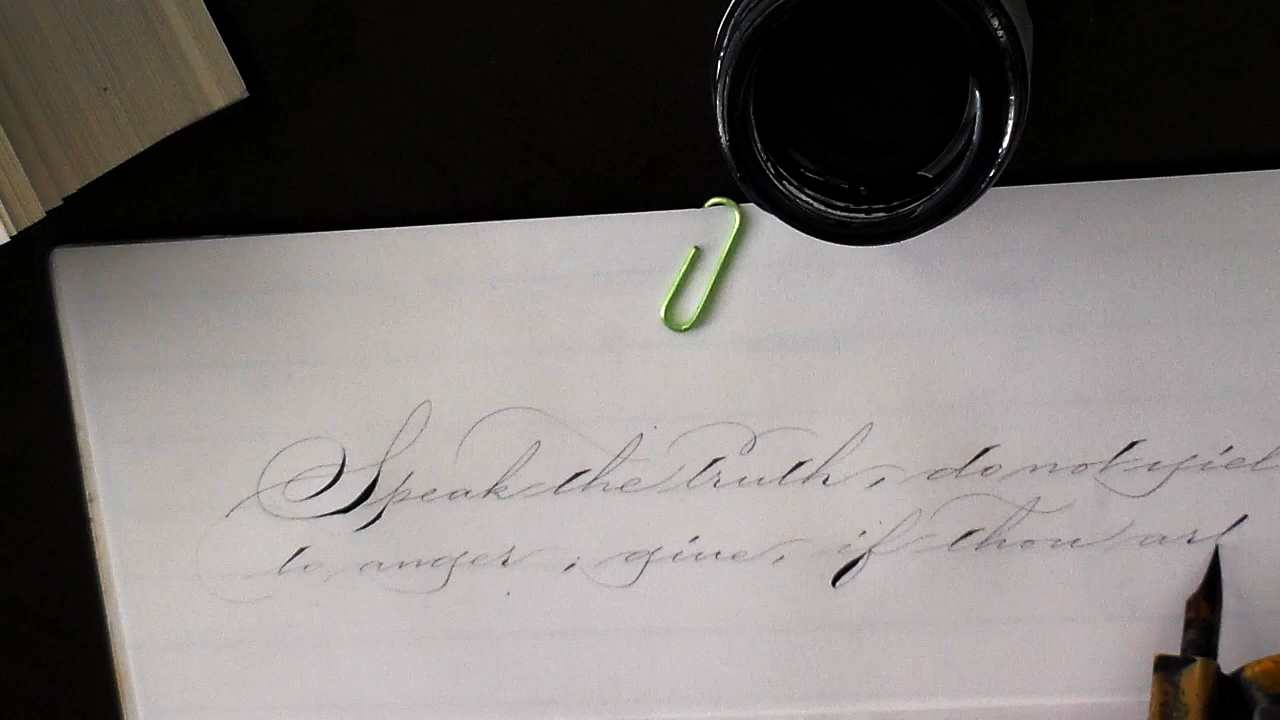 Speak the truth, do not yiel
to anger; give, if thou art